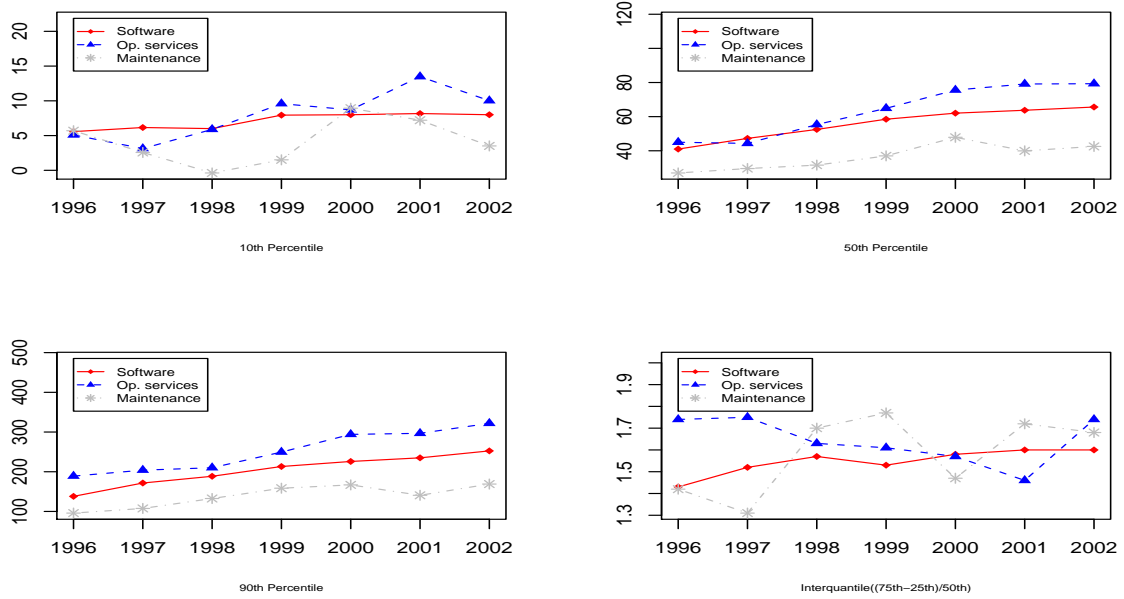 20
15
10
5
0
Software
Op. services
Maintenance
1996 1997 1998 1999 2000 2001 2002
10th Percentile
120
80
60
40
Software
Op. services
Maintenance
1996 1997 1998 1999 2000 2001 2002
50th Percentile
500
400
300
200
100
Software
Op. services
Maintenance
1996 1997 1998 1999 2000 2001 2002
90th Percentile
1.9
1.7
1.5
1.3
Software
Op. services
Maintenance
1996 1997 1998 1999 2000 2001 2002
Interquantile((75th−25th)/50th)